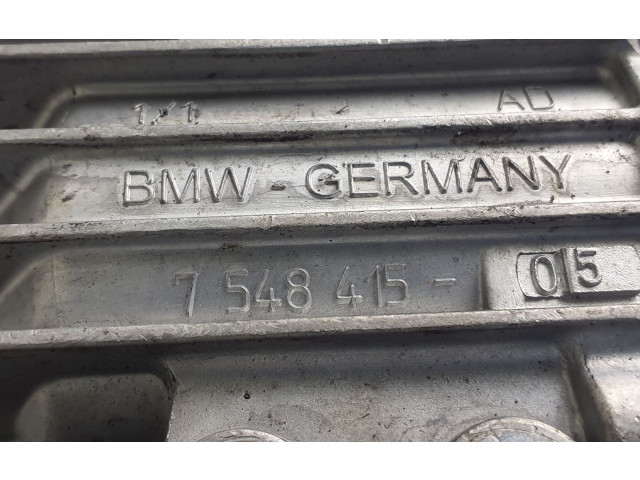 1/1 AD
BMW - GERMANY
7 548 415 - 05